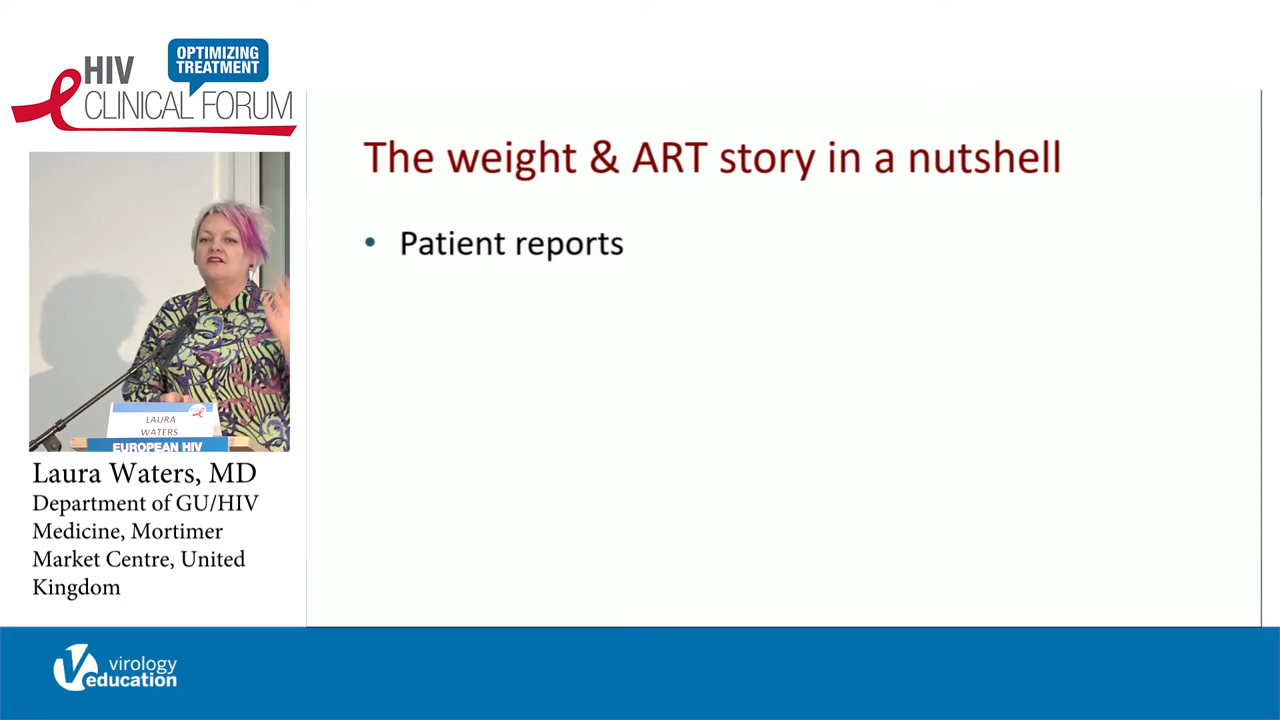 OPTIMIZING
TREATMENT
HIV
CLINICAL FORUM
The weight & ART story in a nutshell
• Patient reports
LAURA
WATERS
EUROPEAN HIV
Laura Waters, MD
Department of GU/HIV
Medicine, Mortimer
Market Centre, United
Kingdom
virology
education